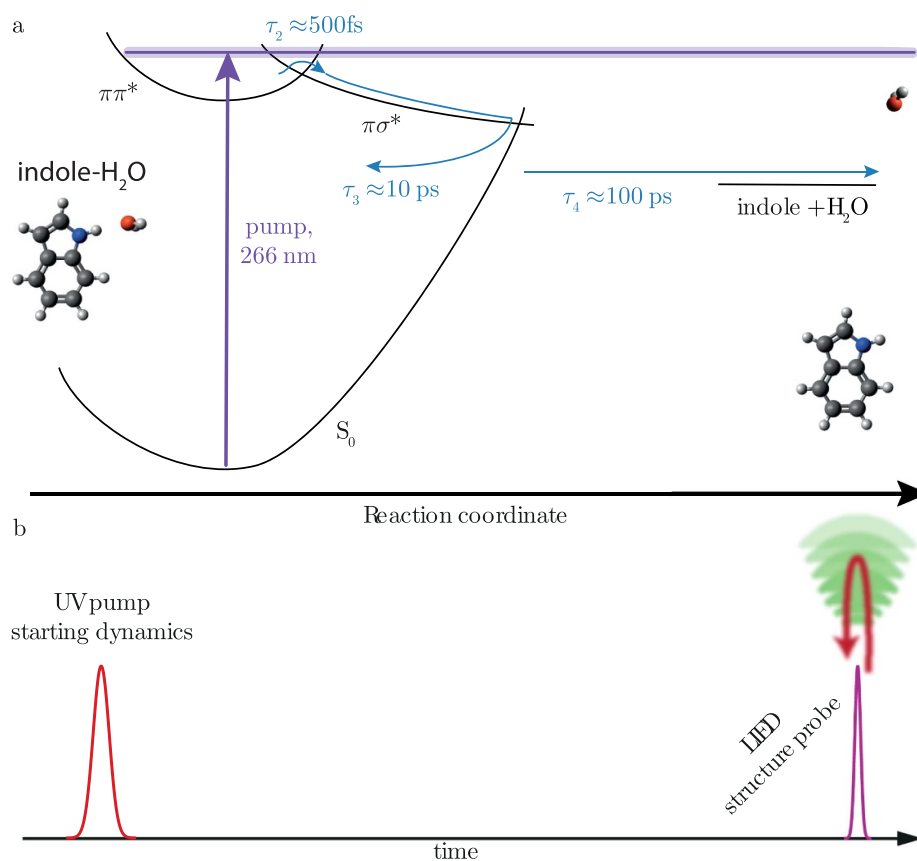 a
τ₂ ≈500fs
ππ*
πσ*
indole-H₂O
τ₃ ≈10 ps
τ₄ ≈100 ps
indole +H₂O
pump,
266 nm
S₀
Reaction coordinate
b
UV pump
starting dynamics
LIED
structure probe
time